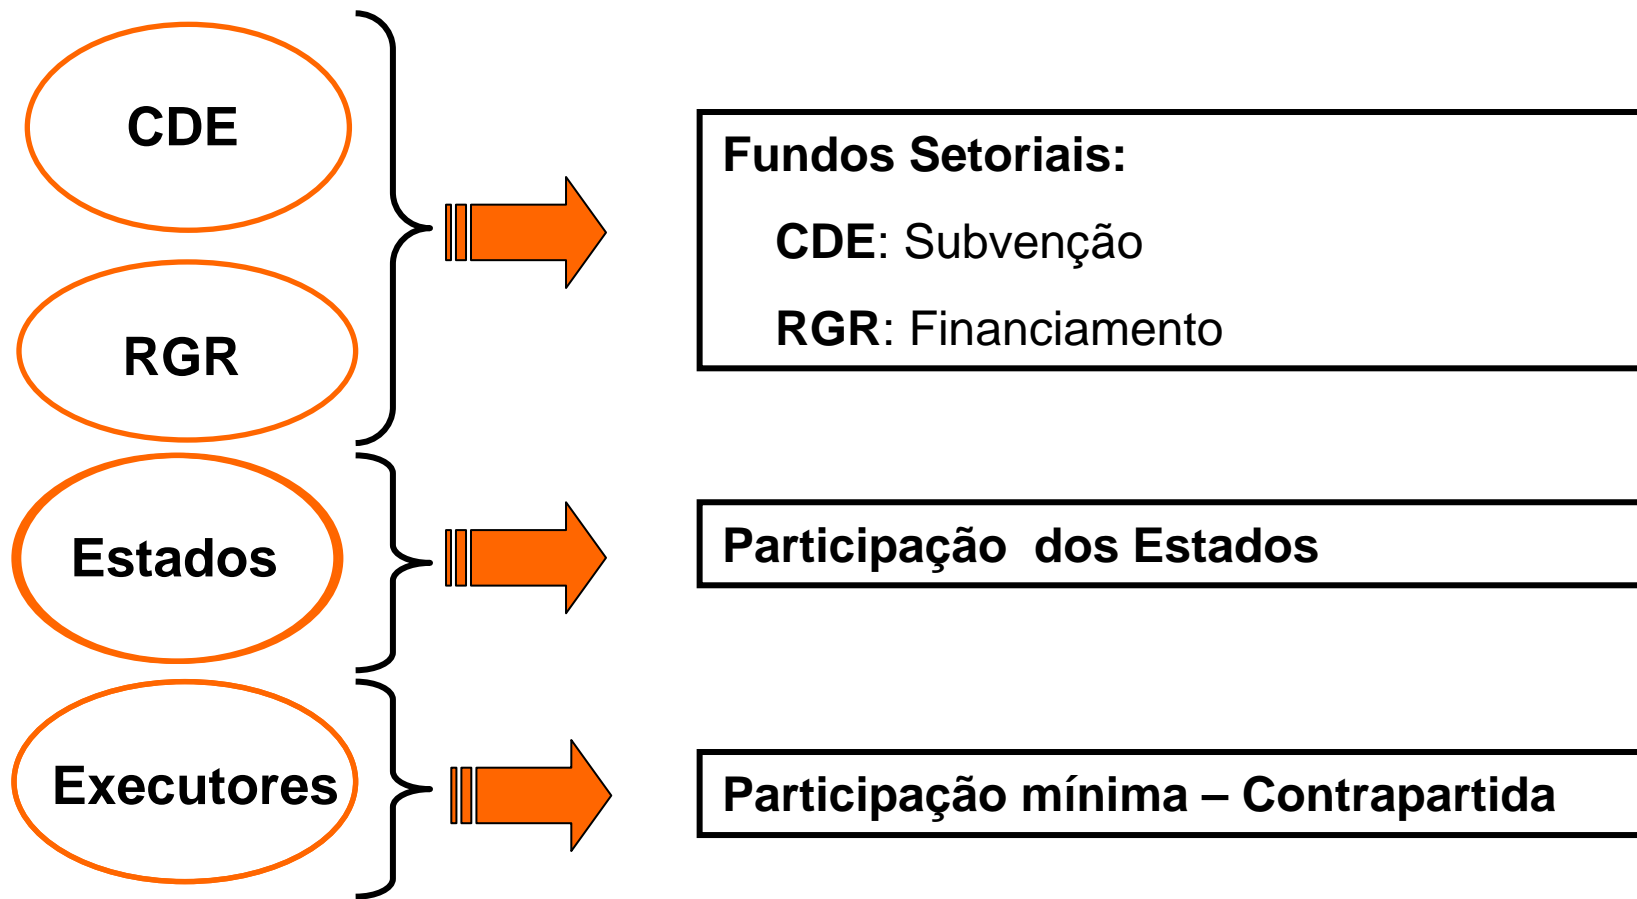 CDE
RGR
Fundos Setoriais:
CDE: Subvenção
RGR: Financiamento
Estados
Participação dos Estados
Executores
Participação mínima – Contrapartida